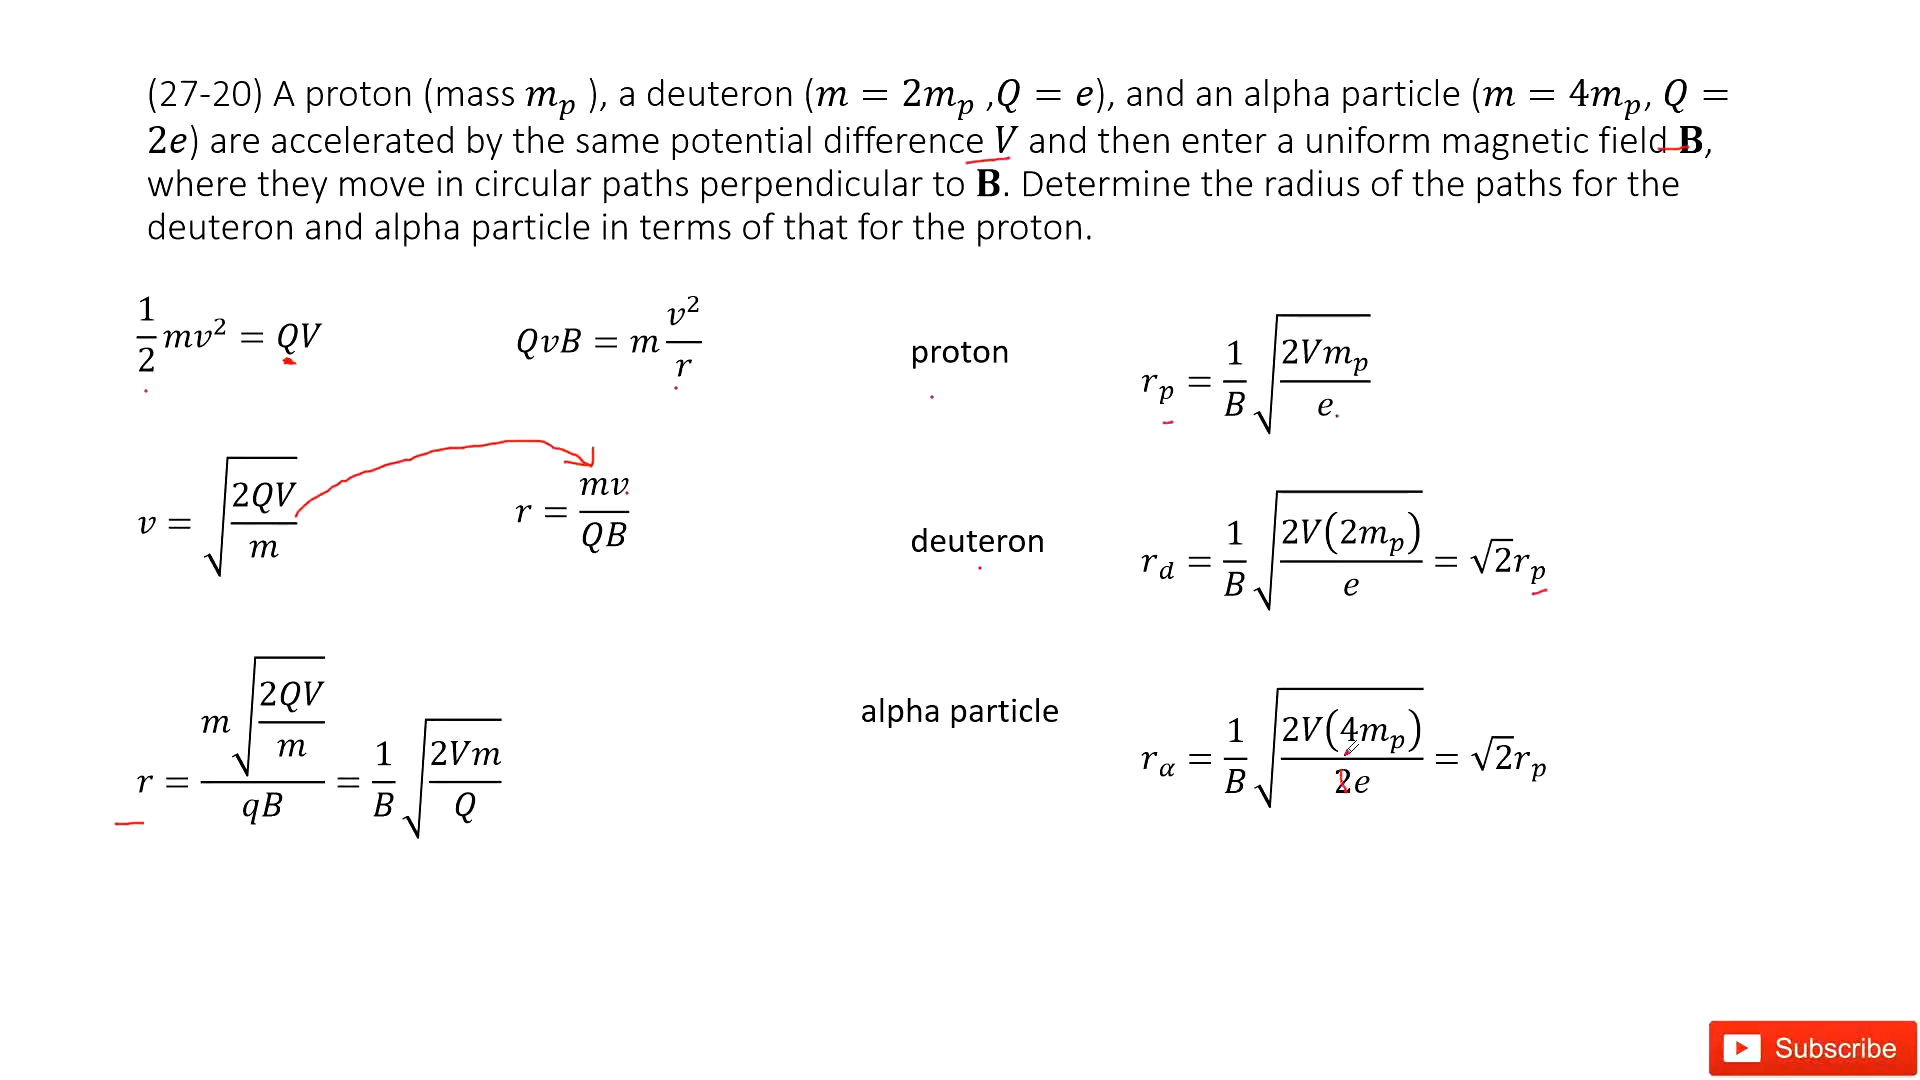 (27-20) A proton (mass m_p ), a deuteron (m = 2m_p ,Q = e), and an alpha particle (m = 4m_p, Q =
2e) are accelerated by the same potential difference V and then enter a uniform magnetic field B,
where they move in circular paths perpendicular to B. Determine the radius of the paths for the
deuteron and alpha particle in terms of that for the proton.
1/2 mv² = QV
QvB = m v²/r
proton
r_p = 1/B √(2Vm_p/e)
v = √(2QV/m)
r = mv/QB
deuteron
r_d = 1/B √(2V(2m_p)/e) = √2r_p
r = m√(2QV/m)/qB = 1/B √(2Vm/Q)
alpha particle
r_α = 1/B √(2V(4m_p)/2e) = √2r_p
Subscribe